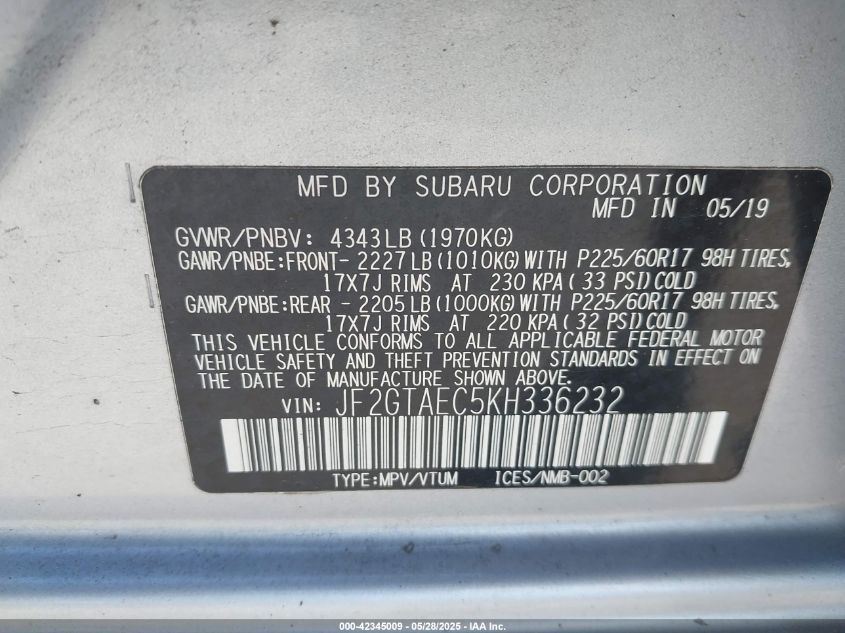 MFD BY SUBARU CORPORATION
MFD IN 05/19
GVWR/PNBV: 4343LB(1970KG)
GAWR/PNBE:FRONT- 2227LB(1010KG)WITH P225/60R17 98H TIRES,
17X7J RIMS AT 230 KPA(33 PSI)COLD
GAWR/PNBE:REAR - 2205LB(1000KG)WITH P225/60R17 98H TIRES,
17X7J RIMS AT 220 KPA(32 PSI)COLD
THIS VEHICLE CONFORMS TO ALL APPLICABLE FEDERAL MOTOR
VEHICLE SAFETY AND THEFT PREVENTION STANDARDS IN EFFECT ON
THE DATE OF MANUFACTURE SHOWN ABOVE.
VIN: JF2GTAEC5KH336232
TYPE:MPV/VTUM ICES/NMB-002
000-42345009 - 05/28/2025 - IAA Inc.